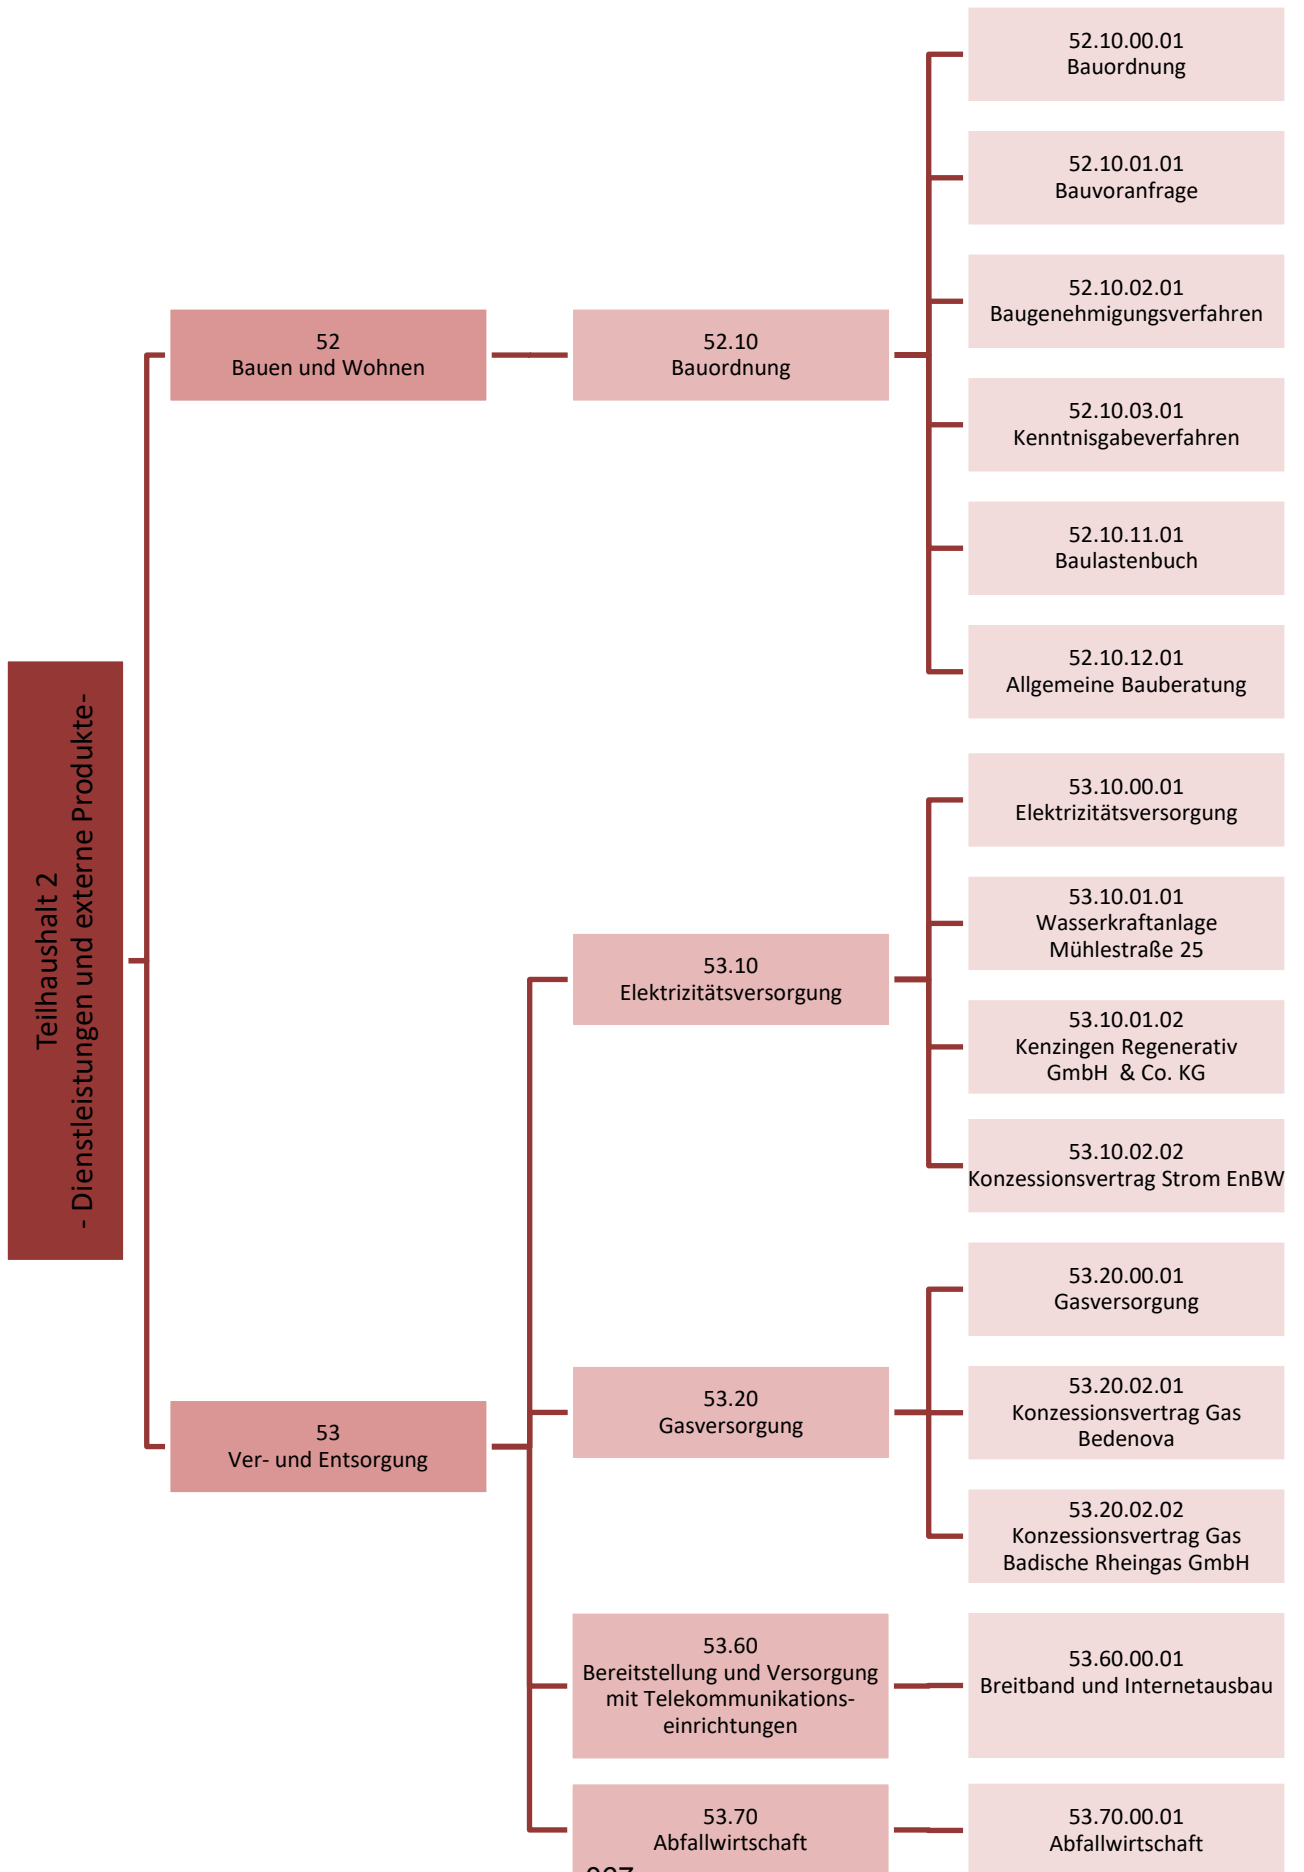 Teilhaushalt 2
- Dienstleistungen und externe Produkte-
52
Bauen und Wohnen
52.10
Bauordnung
52.10.00.01
Bauordnung
52.10.01.01
Bauvoranfrage
52.10.02.01
Baugenehmigungsverfahren
52.10.03.01
Kenntnisgabeverfahren
52.10.11.01
Baulastenbuch
52.10.12.01
Allgemeine Bauberatung
53
Ver- und Entsorgung
53.10
Elektrizitätsversorgung
53.10.00.01
Elektrizitätsversorgung
53.10.01.01
Wasserkraftanlage
Mühlestraße 25
53.10.01.02
Kenzingen Regenerativ
GmbH & Co. KG
53.10.02.02
Konzessionsvertrag Strom EnBW
53.20
Gasversorgung
53.20.00.01
Gasversorgung
53.20.02.01
Konzessionsvertrag Gas
Bedenova
53.20.02.02
Konzessionsvertrag Gas
Badische Rheingas GmbH
53.60
Bereitstellung und Versorgung
mit Telekommunikations-
einrichtungen
53.60.00.01
Breitband und Internetausbau
53.70
Abfallwirtschaft
53.70.00.01
Abfallwirtschaft